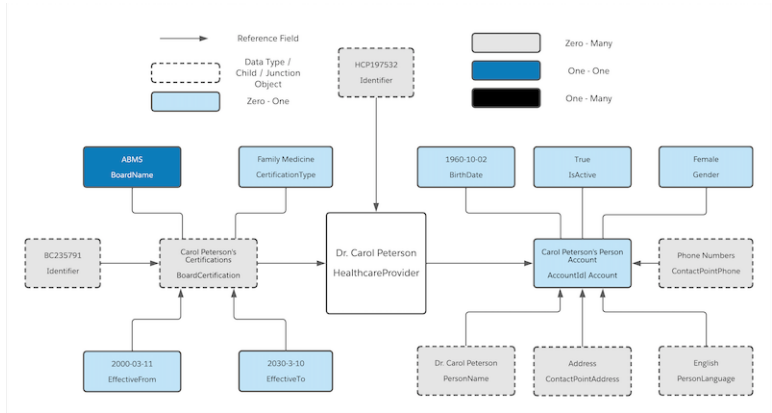 Reference Field
Data Type /
Child / Junction
Object
Zero - One
HCP197532
Identifier
Zero - Many
One - One
One - Many
ABMS
BoardName
Family Medicine
CertificationType
1960-10-02
BirthDate
True
IsActive
Female
Gender
BC235791
Identifier
Carol Peterson's
Certifications
BoardCertification
Dr. Carol Peterson
HealthcareProvider
Carol Peterson's Person
Account
AccountId| Account
Phone Numbers
ContactPointPhone
2000-03-11
EffectiveFrom
2030-3-10
EffectiveTo
Dr. Carol Peterson
PersonName
Address
ContactPointAddress
English
PersonLanguage